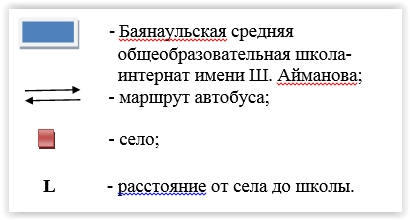 - Баянаульская средняя
общеобразовательная школа-
интернат имени Ш. Айманова;
- маршрут автобуса;
- село;
L - расстояние от села до школы.